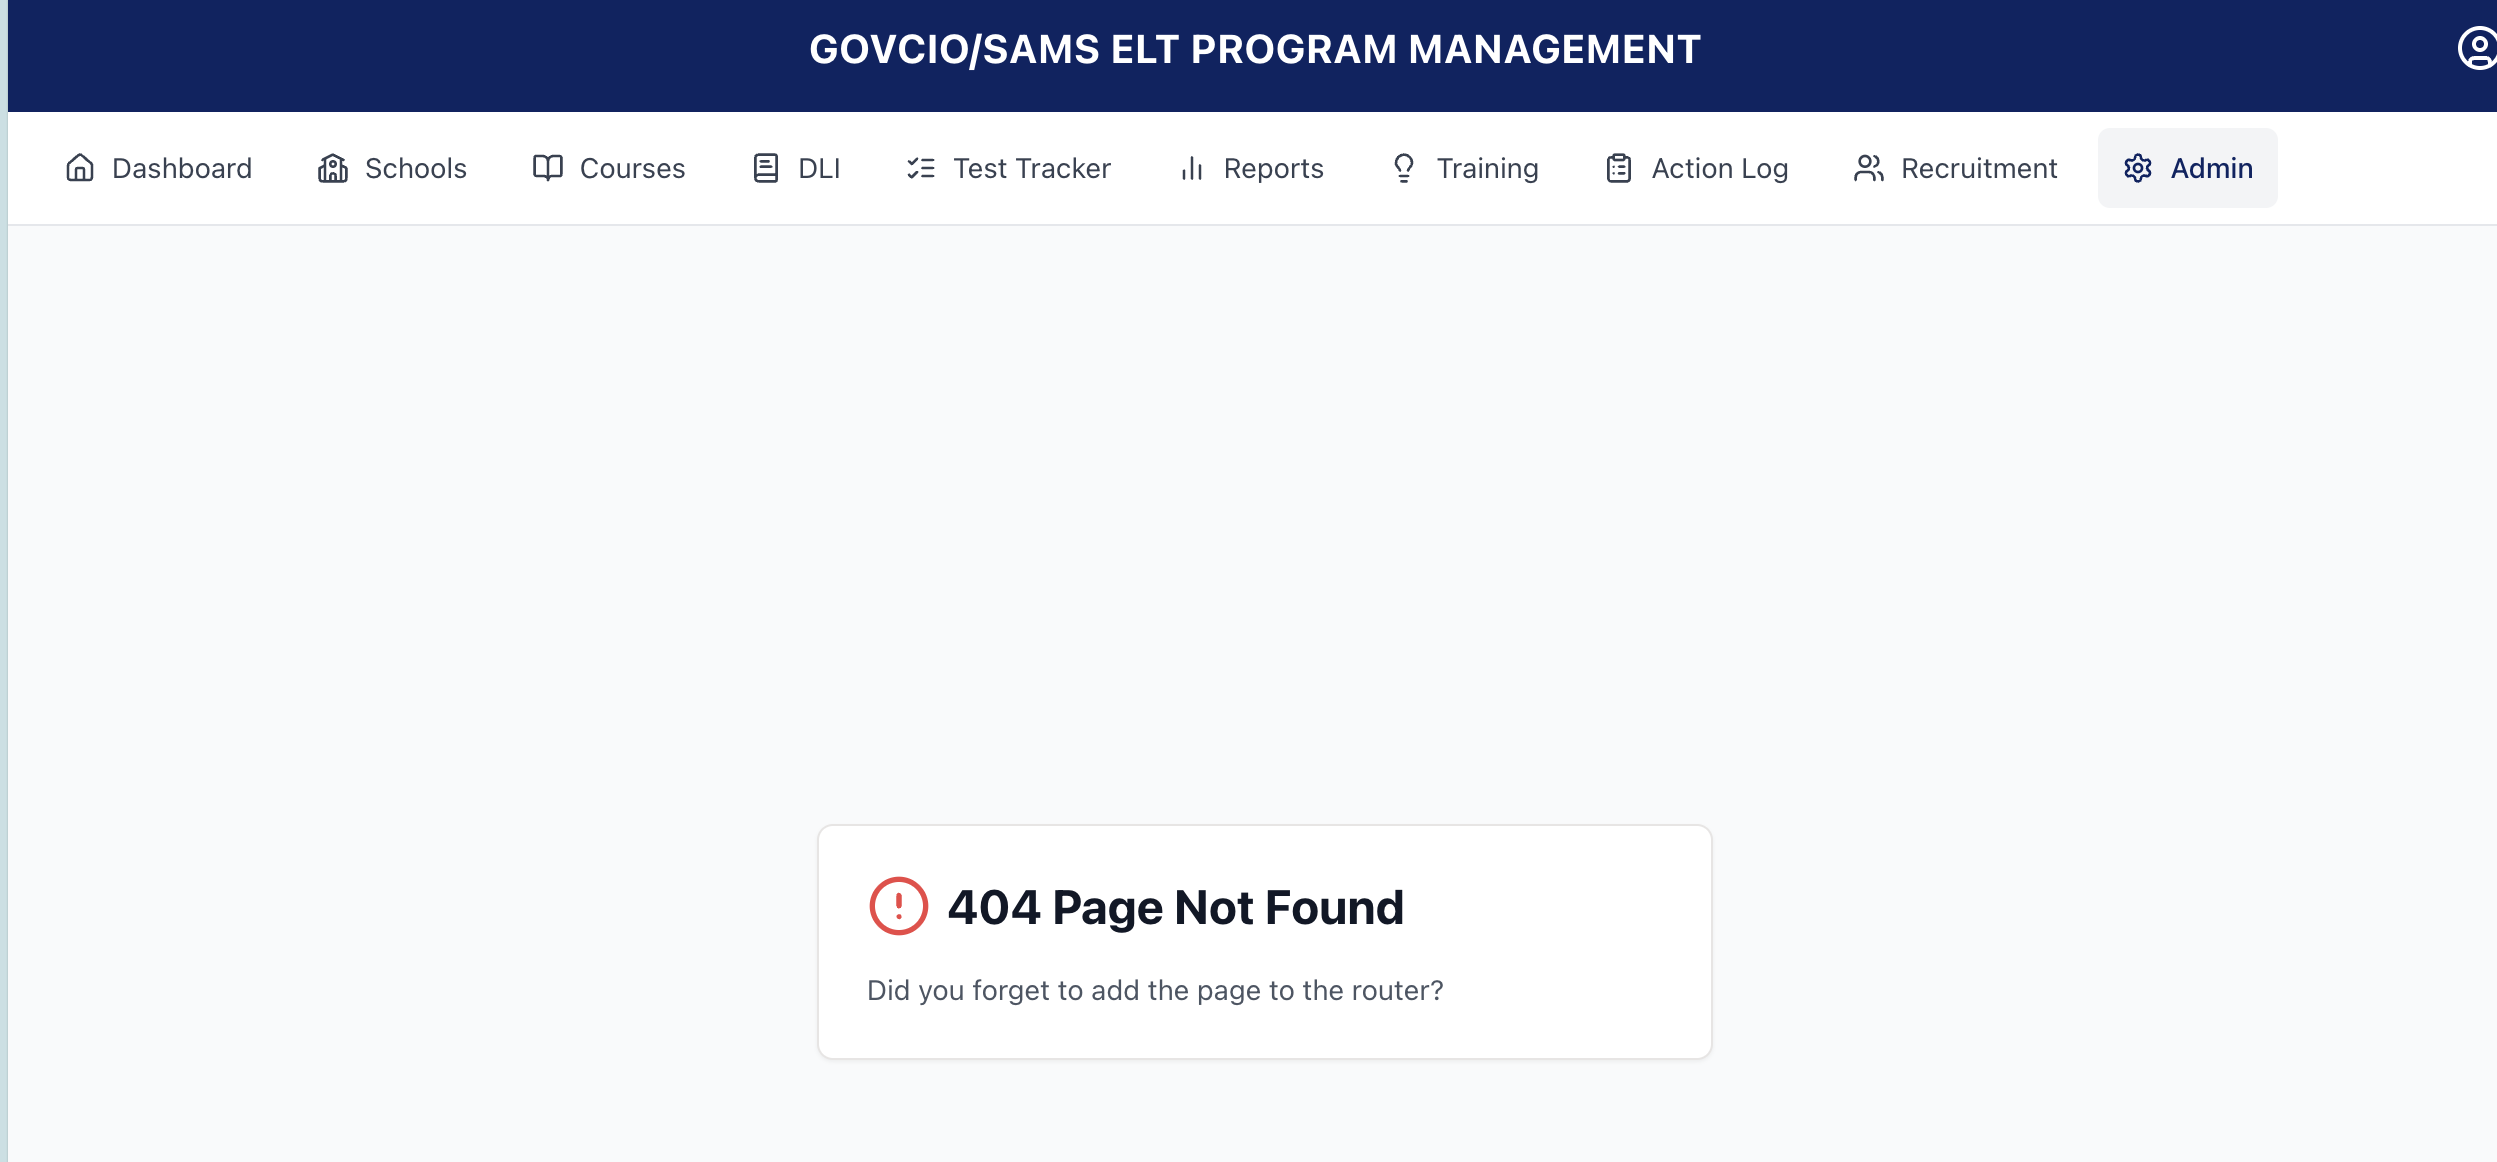 GOVCIO/SAMS ELT PROGRAM MANAGEMENT
Dashboard Schools Courses DLI Test Tracker Reports Training Action Log Recruitment Admin
404 Page Not Found
Did you forget to add the page to the router?